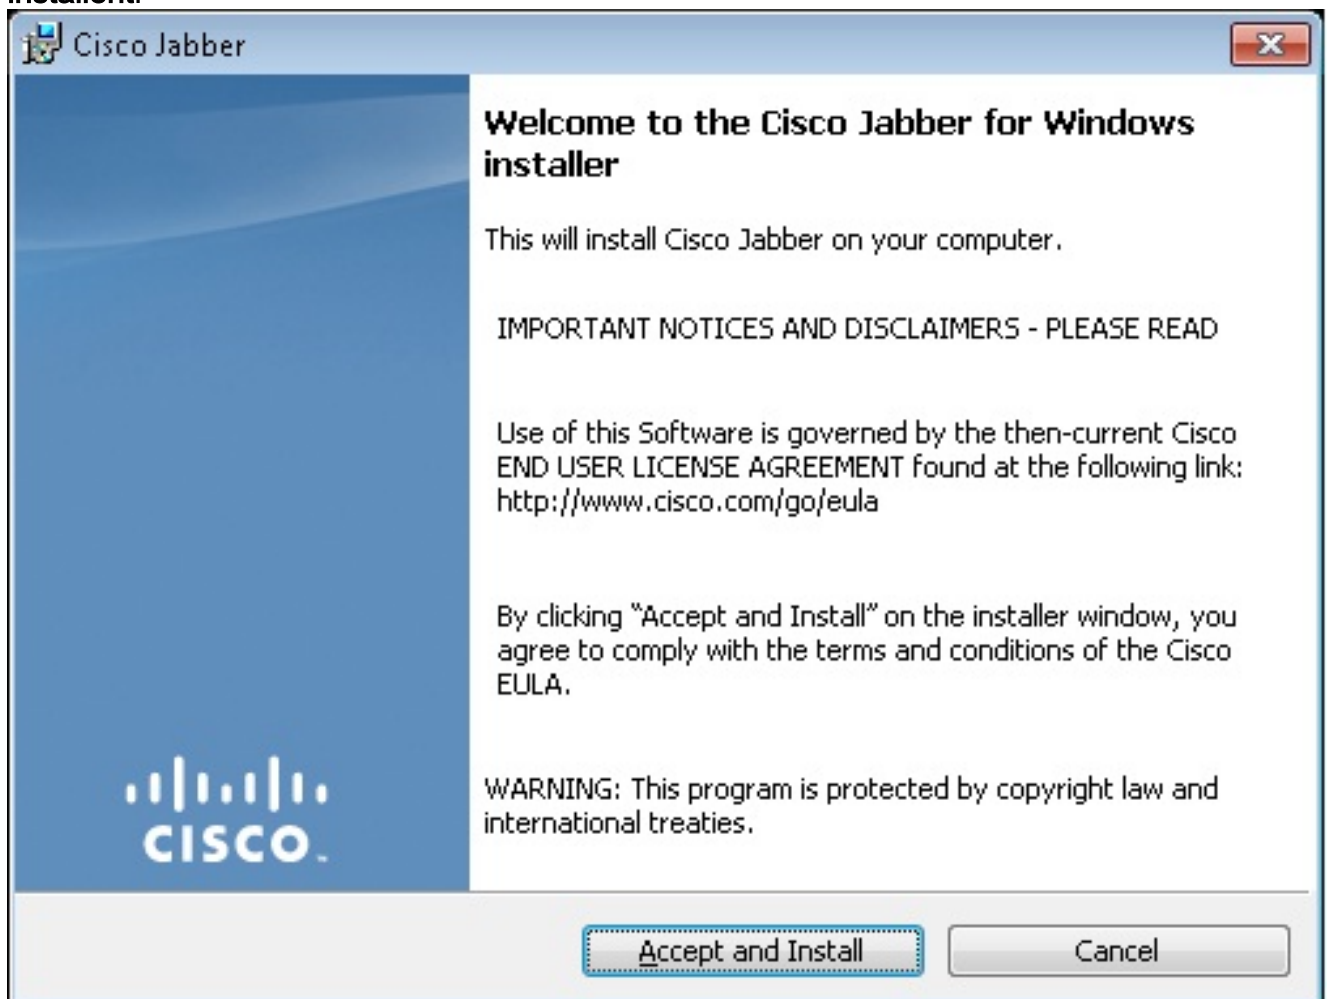 Cisco Jabber
Welcome to the Cisco Jabber for Windows
installer
This will install Cisco Jabber on your computer.
IMPORTANT NOTICES AND DISCLAIMERS - PLEASE READ
Use of this Software is governed by the then-current Cisco
END USER LICENSE AGREEMENT found at the following link:
http://www.cisco.com/go/eula
By clicking “Accept and Install” on the installer window, you
agree to comply with the terms and conditions of the Cisco
EULA.
WARNING: This program is protected by copyright law and
international treaties.
CISCO
Accept and Install
Cancel